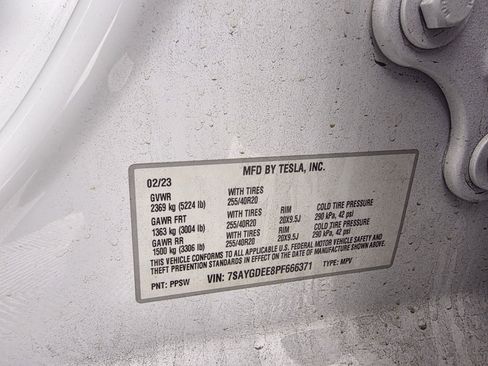 MFD BY TESLA, INC.
02/23
GVWR WITH TIRES
2369 kg (5224 lb) 255/40R20
GAWR FRT WITH TIRES RIM COLD TIRE PRESSURE
1363 kg (3004 lb) 255/40R20 20X9.5J 290 kPa, 42 psi
GAWR RR WITH TIRES RIM COLD TIRE PRESSURE
1500 kg (3306 lb) 255/40R20 20X9.5J 290 kPa, 42 psi
THIS VEHICLE CONFORMS TO ALL APPLICABLE U.S. FEDERAL MOTOR VEHICLE SAFETY AND
THEFT PREVENTION STANDARDS IN EFFECT ON THE DATE OF MANUFACTURE SHOWN ABOVE.
PNT: PPSW VIN: 7SAYGDEE8PF666371 TYPE: MPV